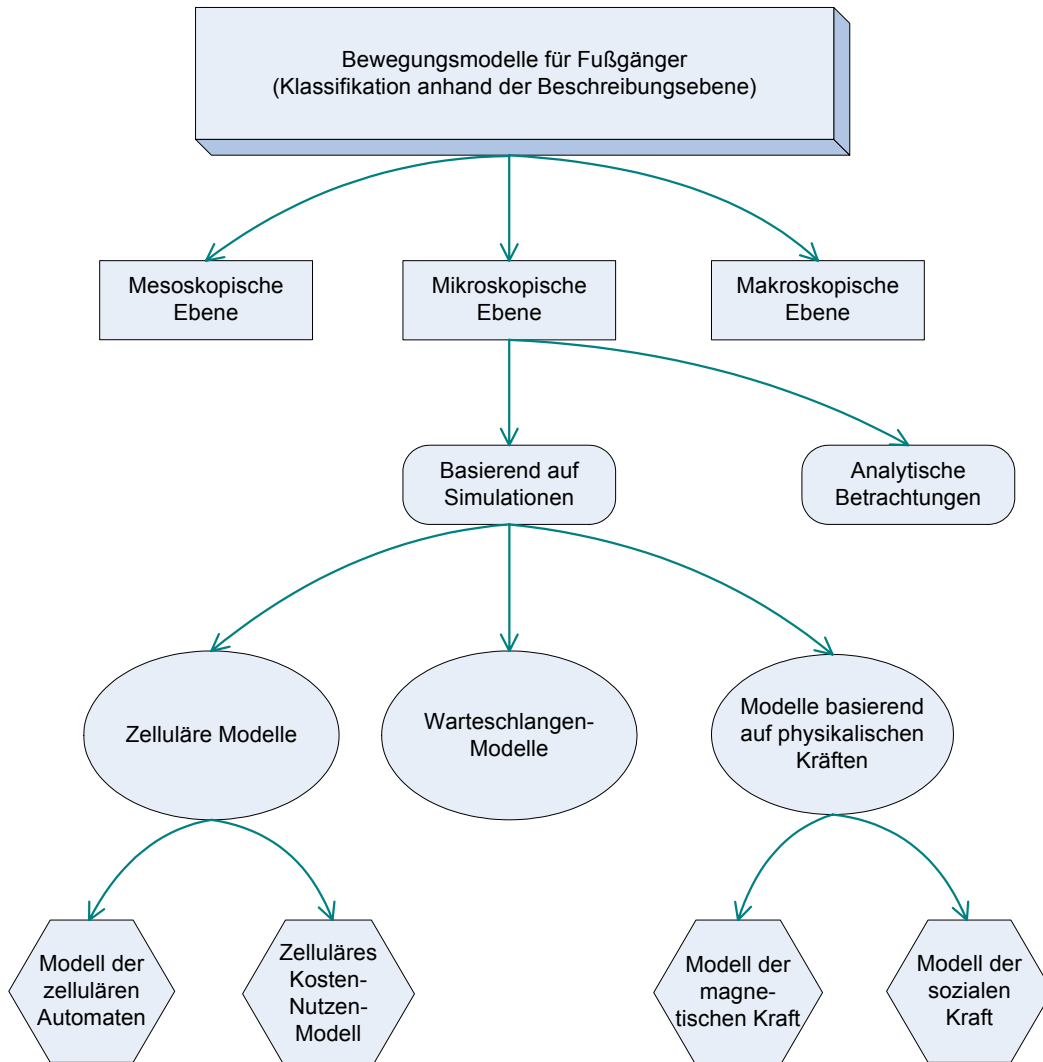 Bewegungsmodelle für Fußgänger
(Klassifikation anhand der Beschreibungsebene)
Mesoskopische
Ebene
Mikroskopische
Ebene
Makroskopische
Ebene
Basierend auf
Simulationen
Analytische
Betrachtungen
Zelluläre Modelle
Warteschlangen-
Modelle
Modelle basierend
auf physikalischen
Kräften
Modell der
zellulären
Automaten
Zelluläres
Kosten-
Nutzen-
Modell
Modell der
magne-
tischen Kraft
Modell der
sozialen
Kraft